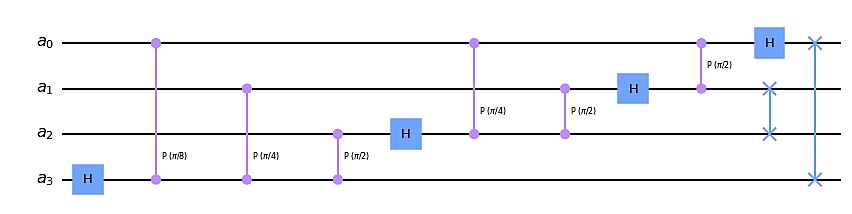 a₀ H
P (π/2)
a₁ H
P (π/4) P (π/2)
a₂ H
P (π/8) P (π/4) P (π/2)
a₃ H